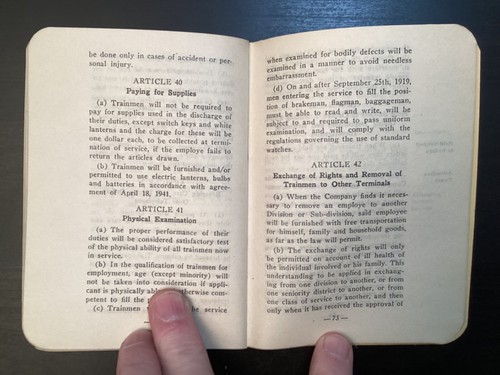 be done only in cases of accident or per-
sonal injury.
ARTICLE 40
Paying for Supplies
(a) Trainmen will not be required to
pay for supplies used in the discharge of
their duties, except switch keys and white
lanterns and the charge for these will be
one dollar each, to be collected at termi-
nation of service, if the employe fails to
return the articles drawn.
(b) Trainmen will be furnished and/or
permitted to use electric lanterns, bulbs
and batteries in accordance with agree-
ment of April 18, 1941.
ARTICLE 41
Physical Examination
(a) The proper performance of their
duties will be considered satisfactory test
of the physical ability of all trainmen now
in service.
(b) In the qualification of trainmen for
employment, age (except minority) will
not be taken into consideration if appli-
cant is physically able otherwise com-
petent to fill the
(c) Trainmen the service
when examined for bodily defects will be
examined in a manner to avoid needless
embarrassment.
(d) On and after September 25th, 1919,
men entering the service to fill the posi-
tion of brakeman, flagman, baggageman,
must be able to read and write, will be
subject to and required to pass uniform
examination, and will comply with the
regulations governing the use of standard
watches.
ARTICLE 42
Exchange of Rights and Removal of
Trainmen to Other Terminals
(a) When the Company finds it neces-
sary to remove an employe to another
Division or Sub-division, said employe
will be furnished with free transportation
for himself, family and household goods,
as far as the law will permit.
(b) The exchange of rights will only
be permitted on account of ill health of
the individual involved or his family. This
understanding to be applied in exchang-
ing from one division to another, or from
one seniority district to another, or from
one class of service to another, and then
only when it has received the approval of
—71—